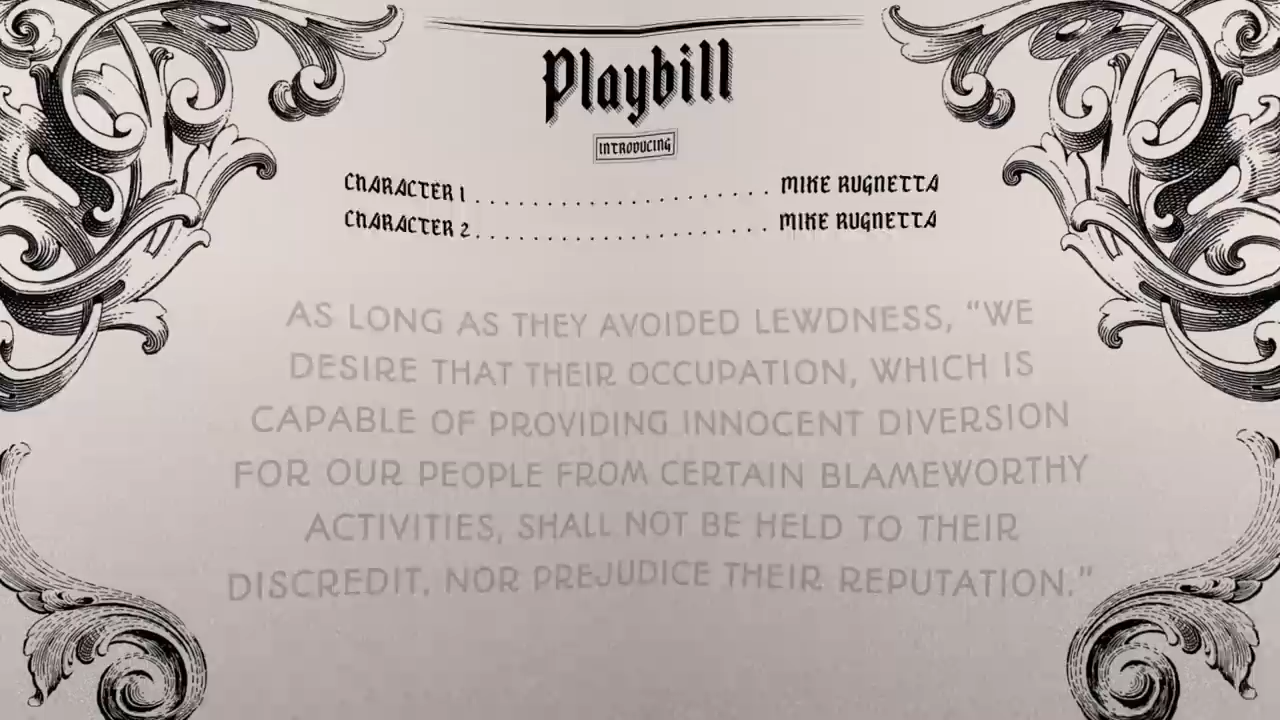 Playbill
INTRODUCING
CHARACTER 1 . . . . . . . . . . . . . . . . . . . . . MIKE RUGNETTA
CHARACTER 2 . . . . . . . . . . . . . . . . . . . . . MIKE RUGNETTA
AS LONG AS THEY AVOIDED LEWDNESS, “WE
DESIRE THAT THEIR OCCUPATION, WHICH IS
CAPABLE OF PROVIDING INNOCENT DIVERSION
FOR OUR PEOPLE FROM CERTAIN BLAMEWORTHY
ACTIVITIES, SHALL NOT BE HELD TO THEIR
DISCREDIT, NOR PREJUDICE THEIR REPUTATION.”